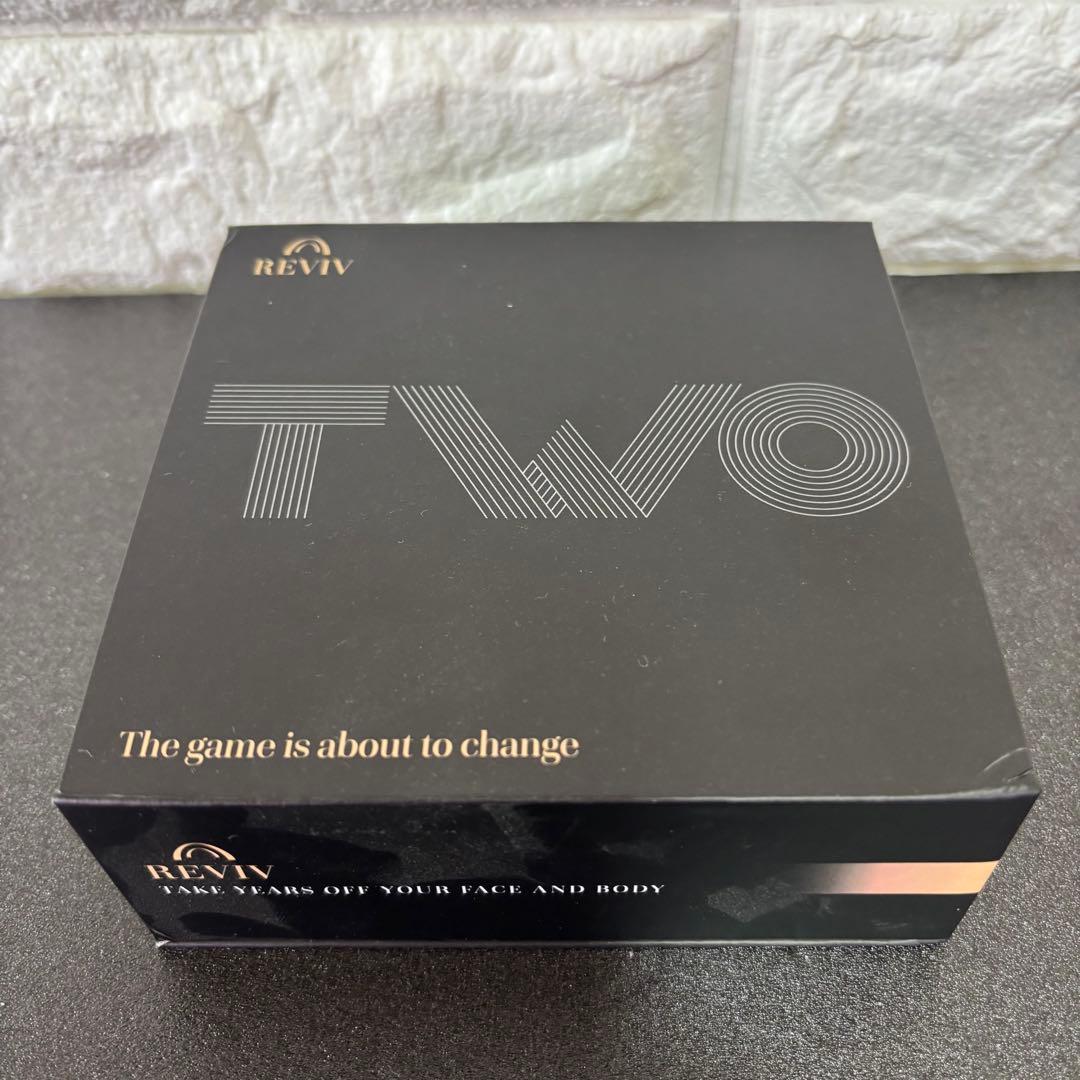 REVIV
TWO
The game is about to change
REVIV
TAKE YEARS OFF YOUR FACE AND BODY